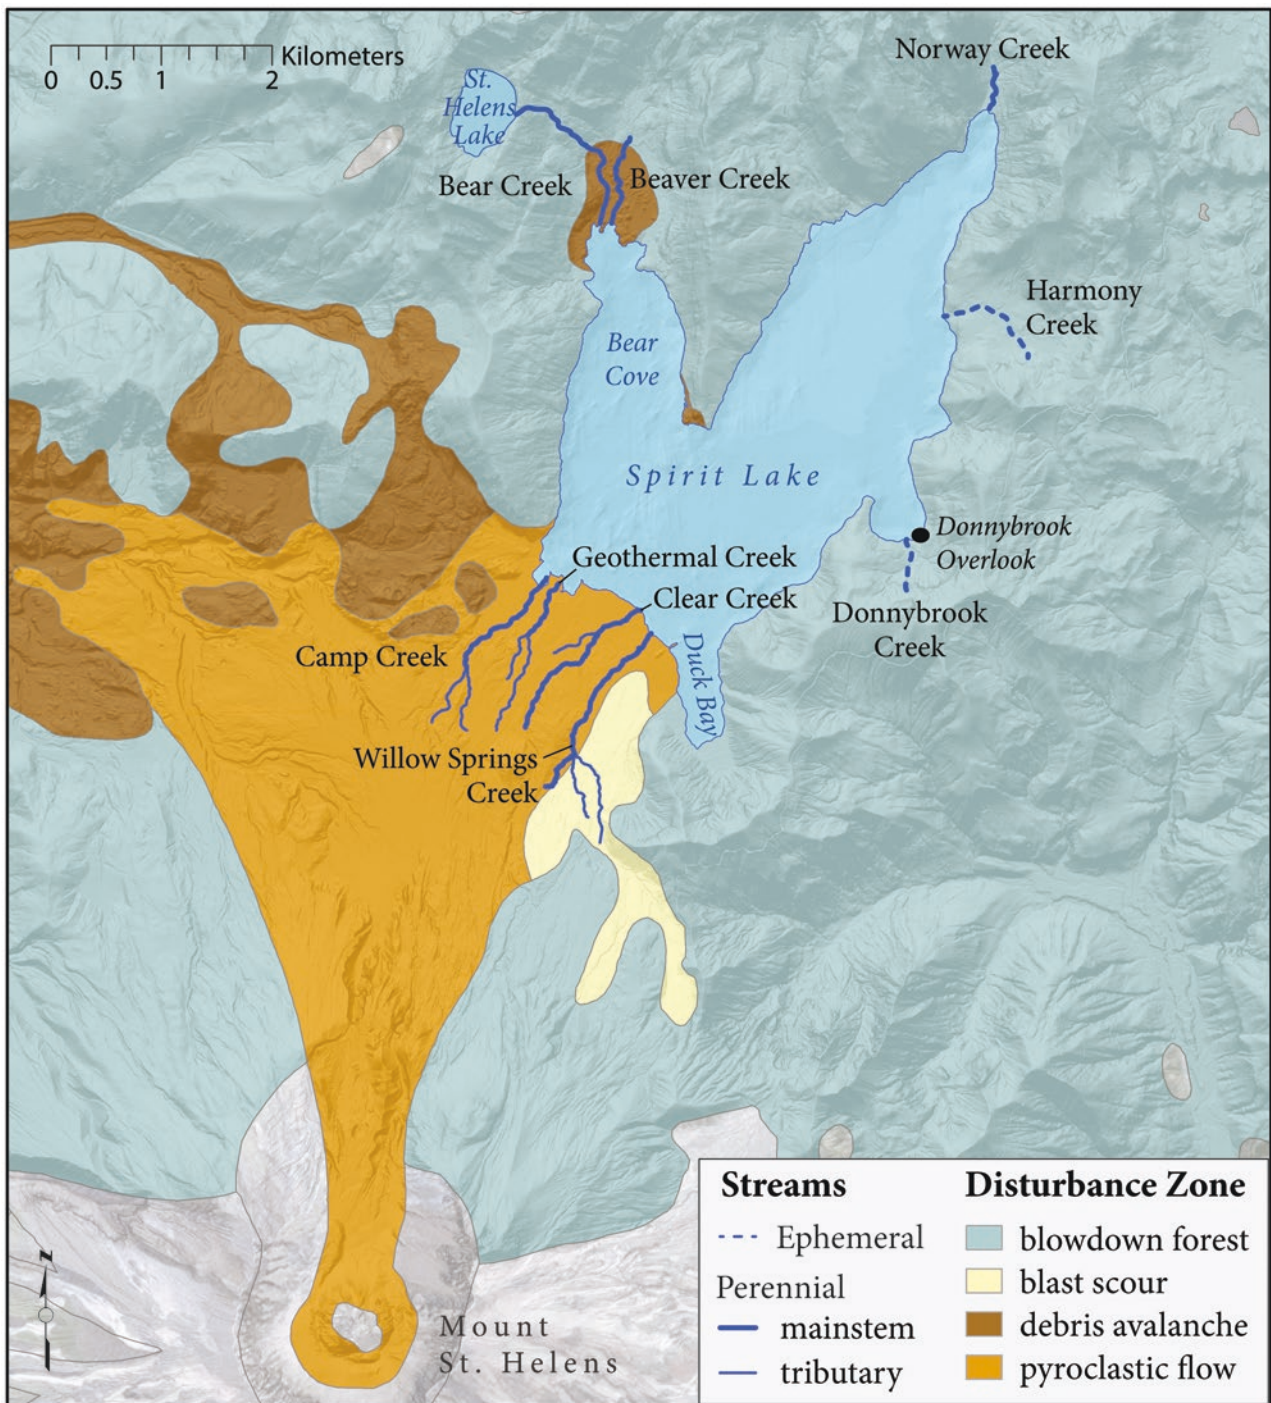 Kilometers
0 0.5 1 2
Norway Creek
St.
Helens
Lake
Bear Creek
Beaver Creek
Harmony
Creek
Bear
Cove
Spirit Lake
Donnybrook
Overlook
Geothermal Creek
Clear Creek
Donnybrook
Creek
Camp Creek
Duck Bay
Willow Springs
Creek
Streams
Ephemeral
Perennial
mainstem
tributary
Disturbance Zone
blowdown forest
blast scour
debris avalanche
pyroclastic flow
N
Mount
St. Helens